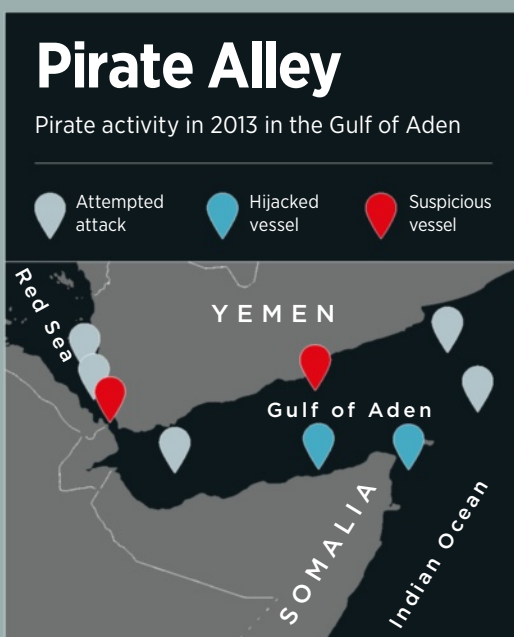 Pirate Alley
Pirate activity in 2013 in the Gulf of Aden
Attempted
attack
Hijacked
vessel
Suspicious
vessel
Red Sea
YEMEN
Gulf of Aden
SOMALIA
Indian Ocean